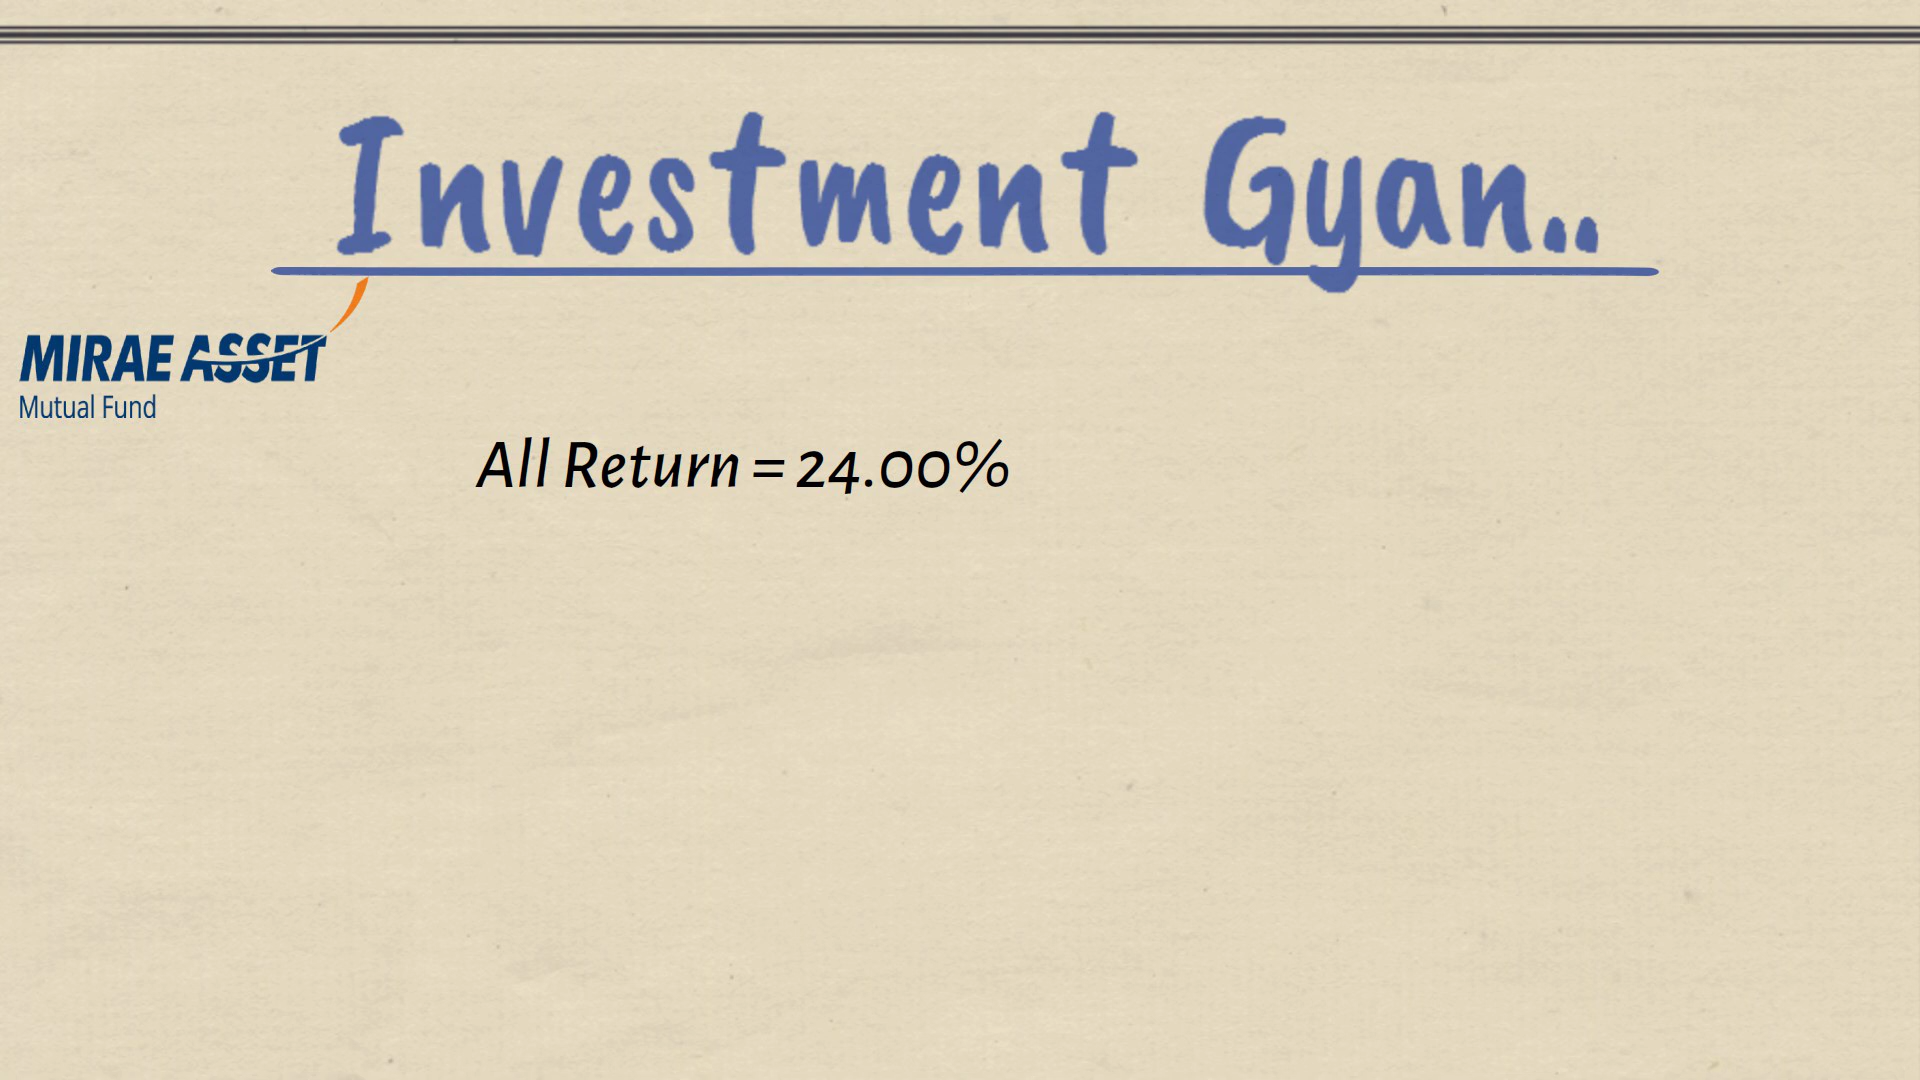 Investment Gyan..
MIRAE ASSET
Mutual Fund
All Return = 24.00%